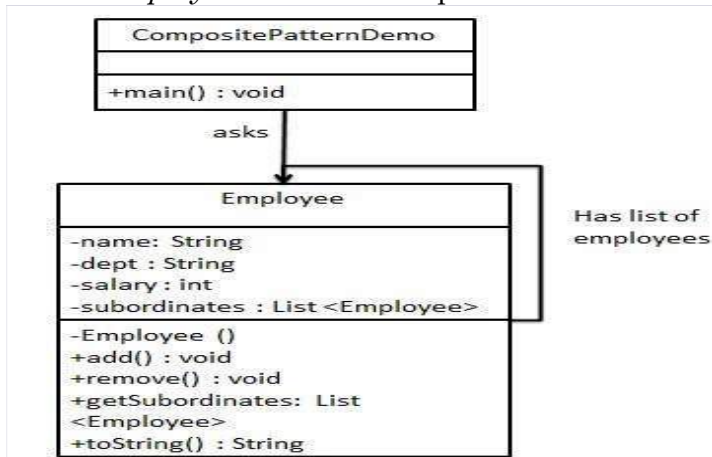 CompositePatternDemo
+main() : void
asks
Employee
-name: String
-dept : String
-salary : int
-subordinates : List <Employee>
-Employee ()
+add() : void
+remove() : void
+getSubordinates: List
<Employee>
+toString() : String
Has list of
employees